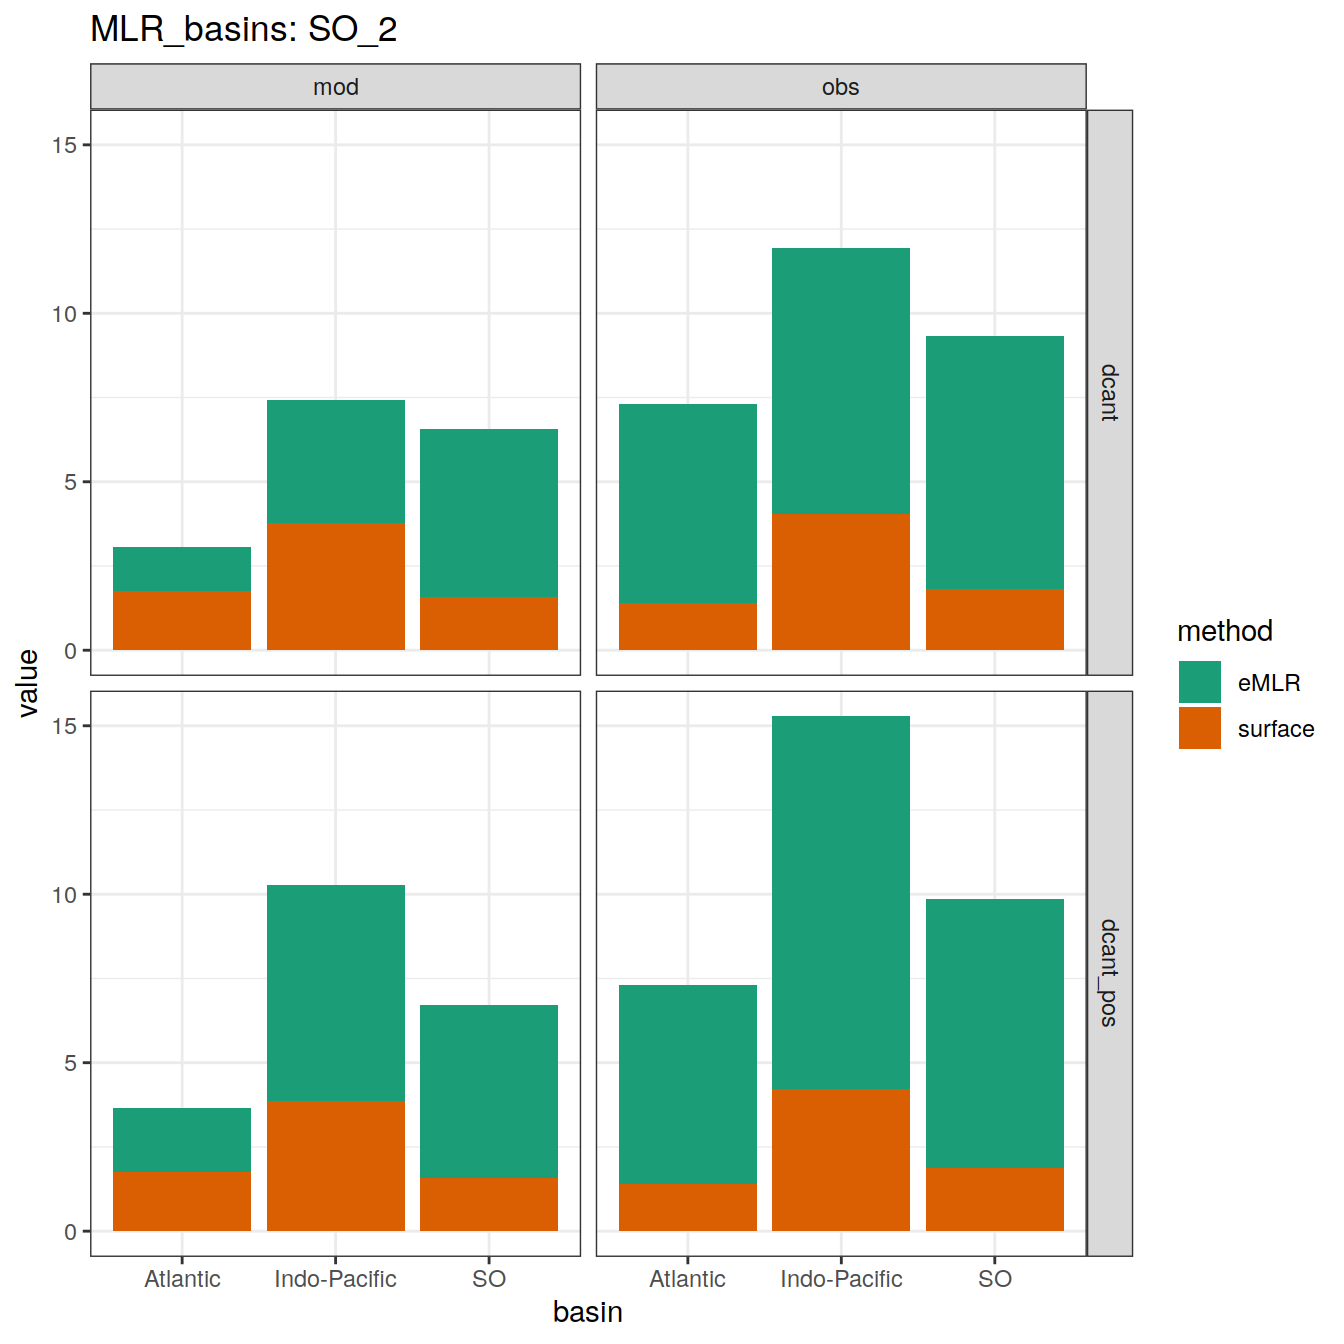 MLR_basins: SO_2
mod
obs
15
10
5
0
dcant
15
10
5
0
dcant_pos
value
Atlantic
Indo-Pacific
SO
Atlantic
Indo-Pacific
SO
basin
method
eMLR
surface